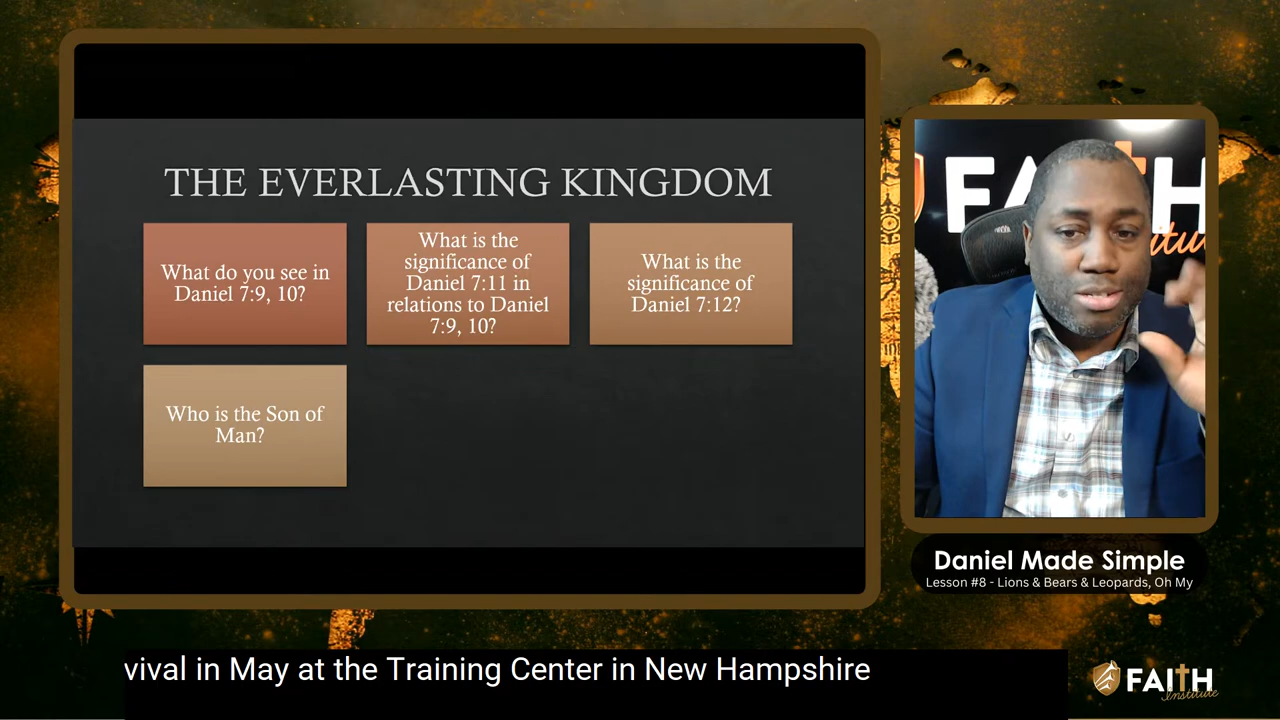 THE EVERLASTING KINGDOM
What do you see in
Daniel 7:9, 10?
What is the
significance of
Daniel 7:11 in
relations to Daniel
7:9, 10?
What is the
significance of
Daniel 7:12?
Who is the Son of
Man?
Daniel Made Simple
Lesson #8 - Lions & Bears & Leopards, Oh My
vival in May at the Training Center in New Hampshire
FAITH
Institute